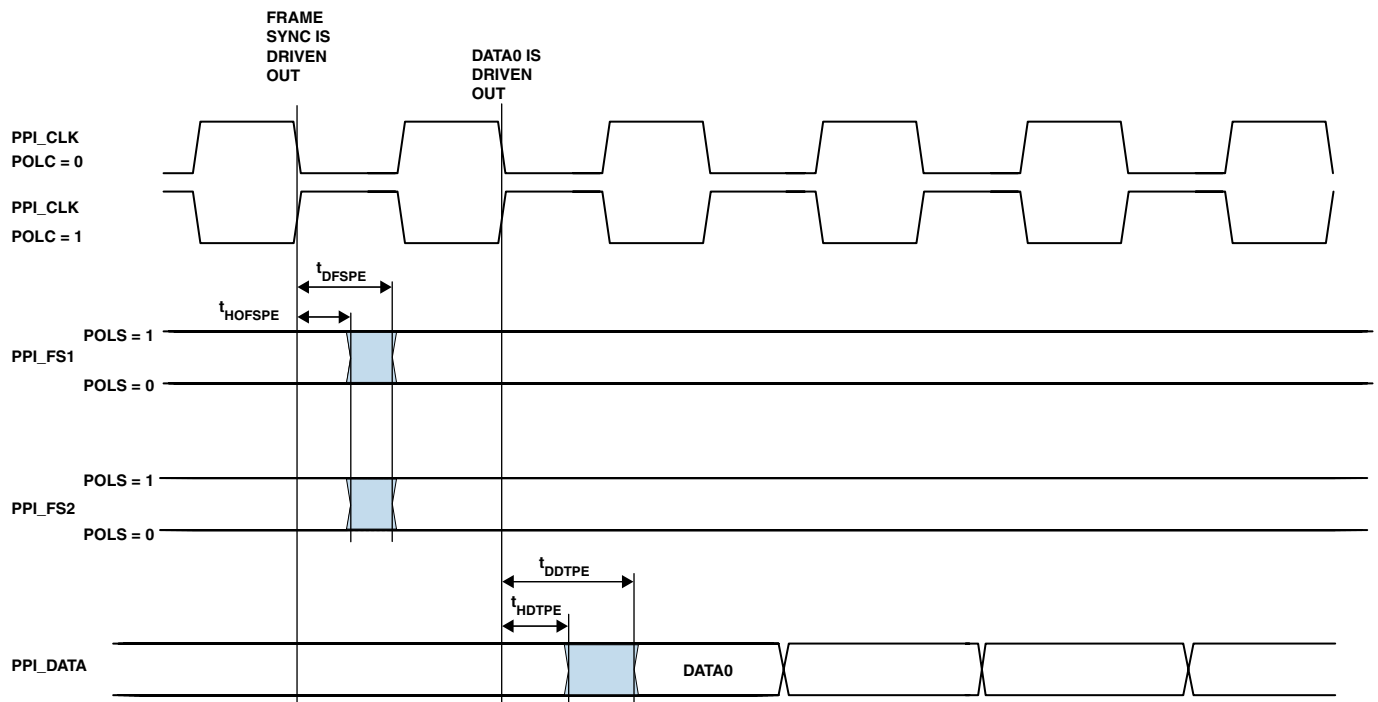 FRAME
SYNC IS
DRIVEN
OUT
DATA0 IS
DRIVEN
OUT
PPI_CLK
POLC = 0
PPI_CLK
POLC = 1
tDFSPE
tHOFSPE
POLS = 1
PPI_FS1
POLS = 0
POLS = 1
PPI_FS2
POLS = 0
tDDTPE
tHDTPE
PPI_DATA
DATA0